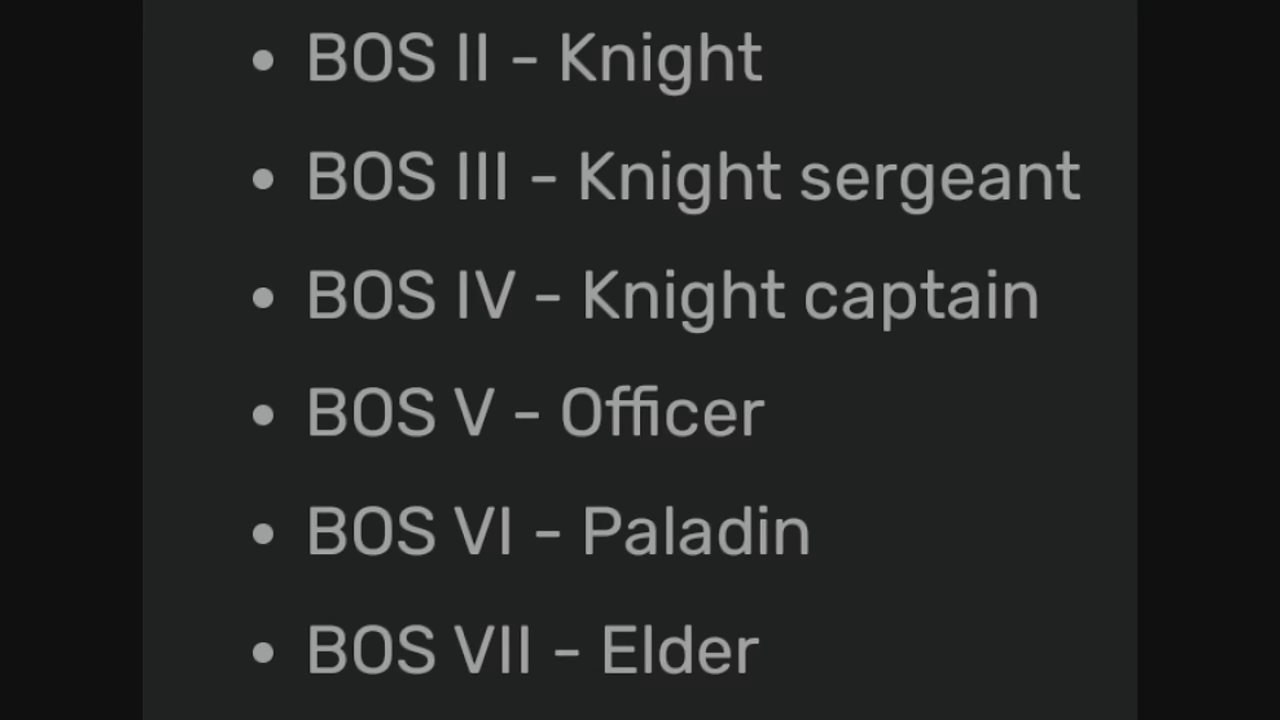 • BOS II - Knight
• BOS III - Knight sergeant
• BOS IV - Knight captain
• BOS V - Officer
• BOS VI - Paladin
• BOS VII - Elder